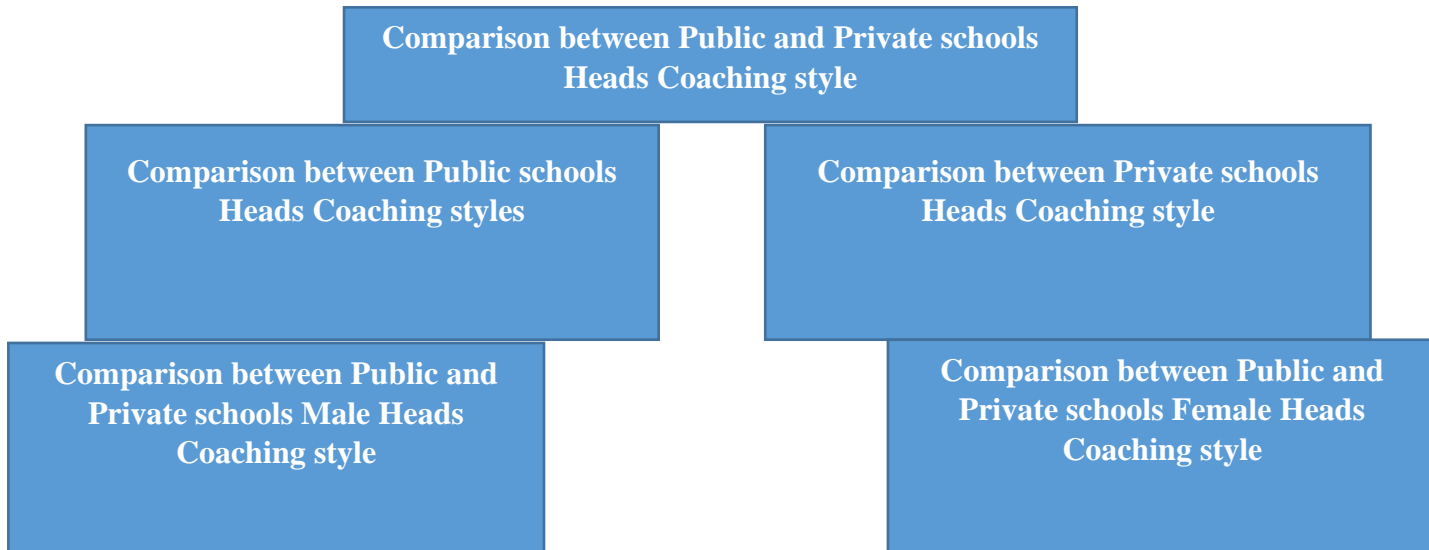 Comparison between Public and Private schools
Heads Coaching style
Comparison between Public schools
Heads Coaching styles
Comparison between Private schools
Heads Coaching style
Comparison between Public and
Private schools Male Heads
Coaching style
Comparison between Public and
Private schools Female Heads
Coaching style